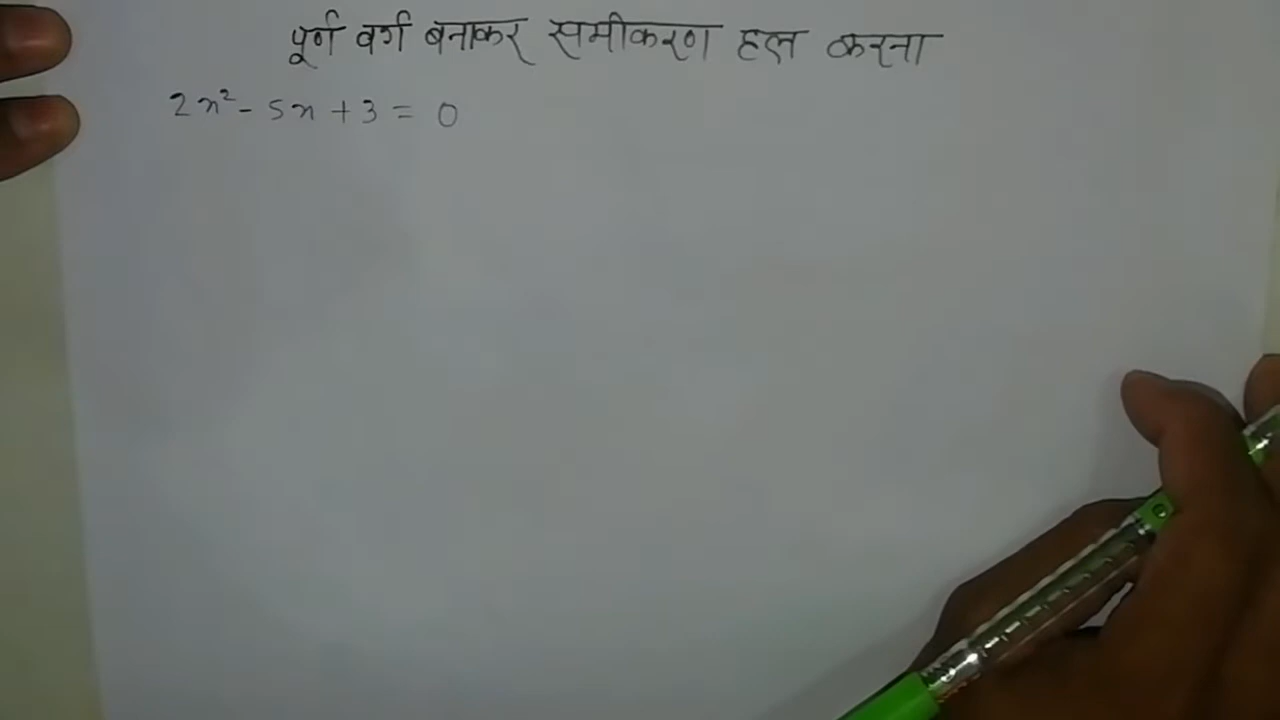 पूर्ण वर्ग बनाकर समीकरण हल करना
2x² - 5x + 3 = 0